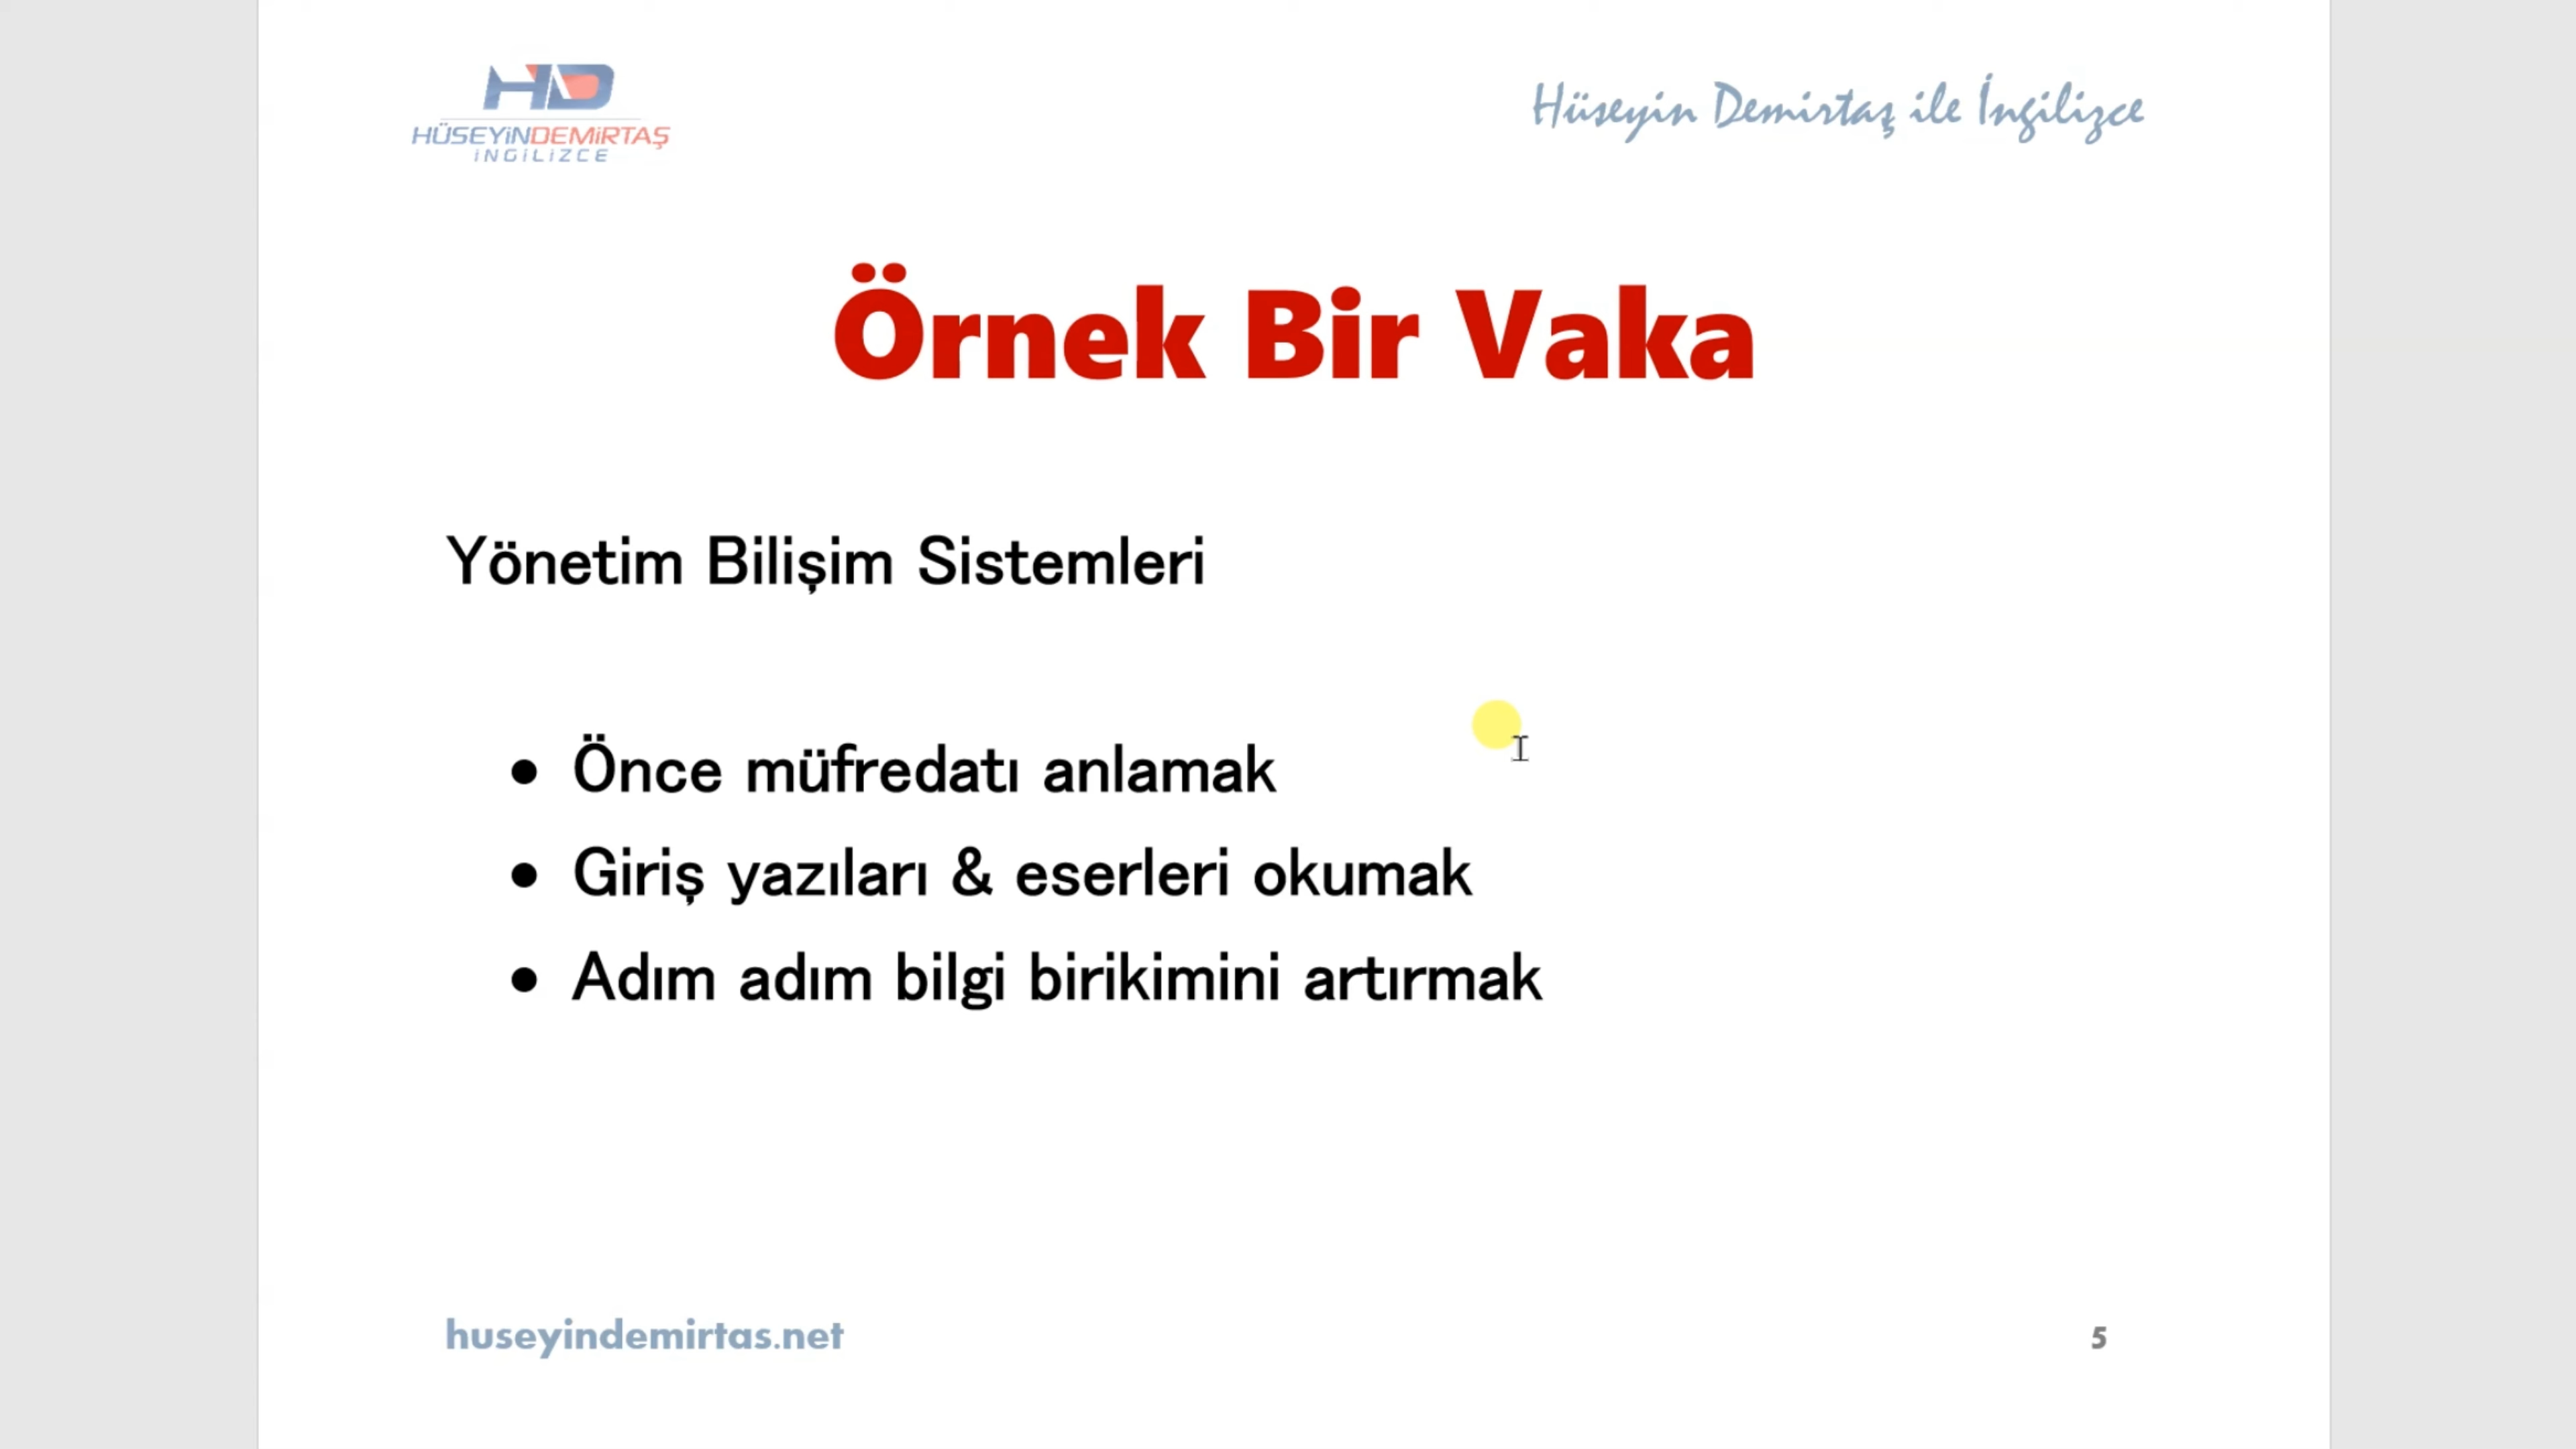 HD
HÜSEYİNDEMİRTAŞ
İNGİLİZCE
Hüseyin Demirtaş ile İngilizce
Örnek Bir Vaka
Yönetim Bilişim Sistemleri
• Önce müfredatı anlamak
• Giriş yazıları & eserleri okumak
• Adım adım bilgi birikimini artırmak
huseyindemirtas.net
5